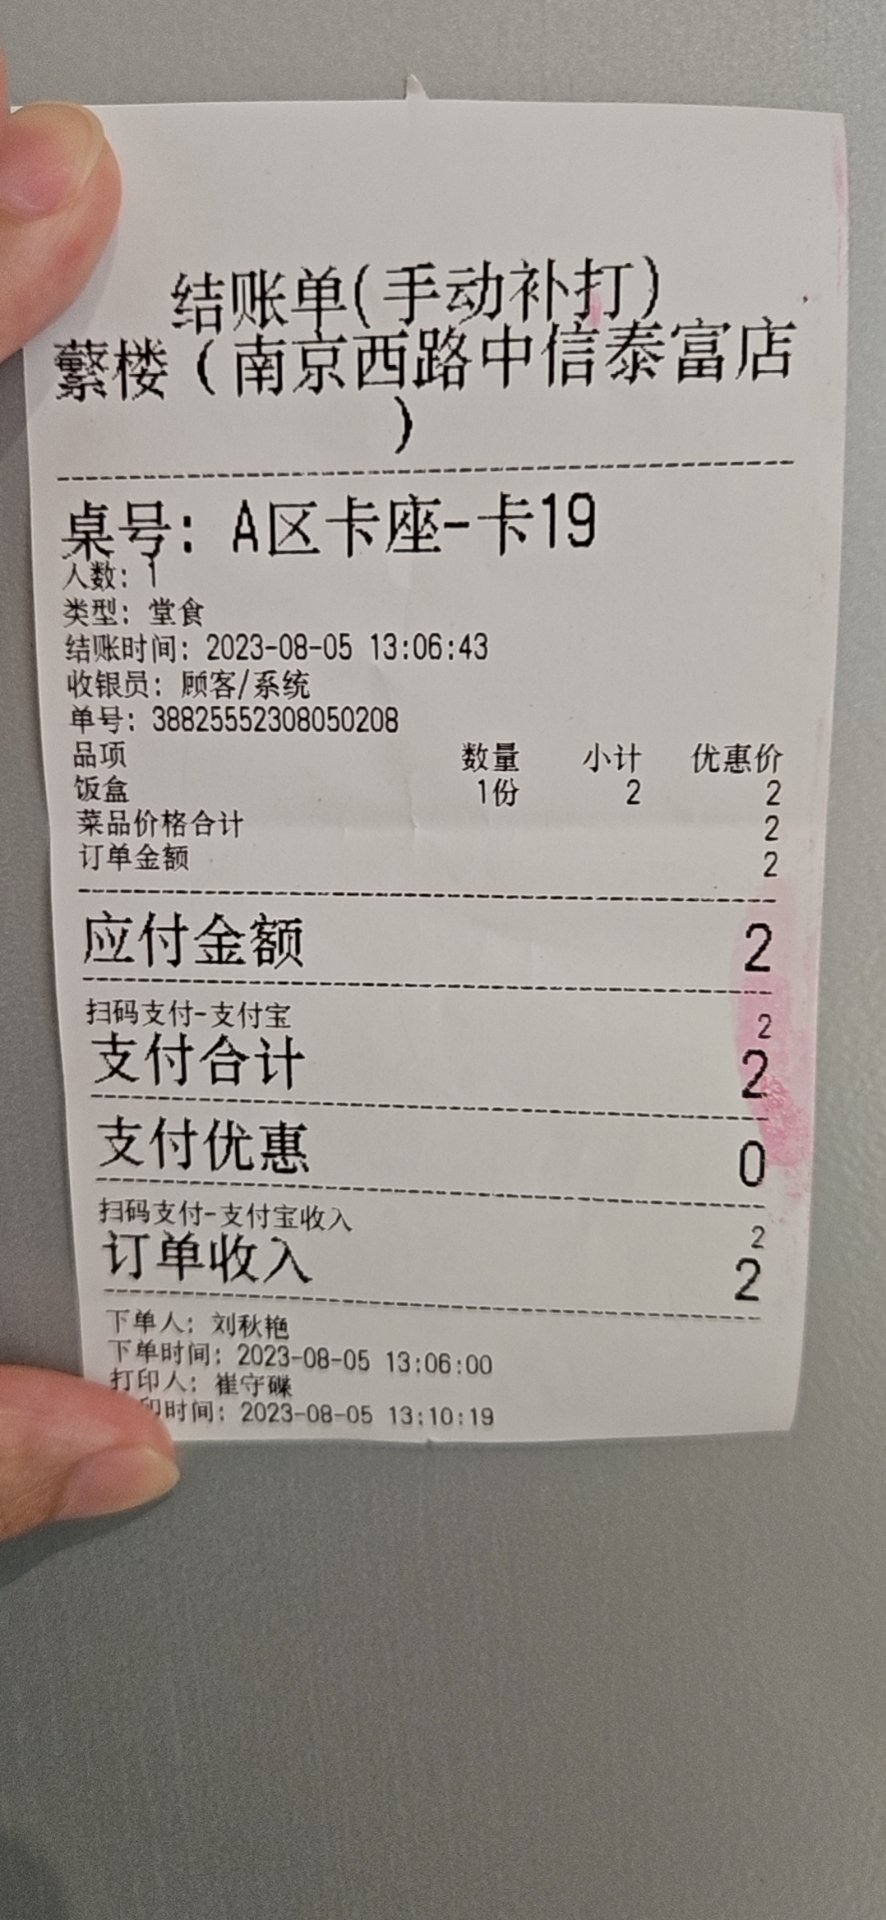 结账单(手动补打)
蘩楼（南京西路中信泰富店
）
桌号: A区卡座-卡19
人数: 1
类型: 堂食
结账时间: 2023-08-05 13:06:43
收银员: 顾客/系统
单号: 38825552308050208
品项 数量 小计 优惠价
饭盒 1份 2 2
菜品价格合计 2
订单金额 2
应付金额 2
扫码支付-支付宝 2
支付合计 2
支付优惠 0
扫码支付-支付宝收入 2
订单收入 2
下单人: 刘秋艳
下单时间: 2023-08-05 13:06:00
打印人: 崔守碟
印时间: 2023-08-05 13:10:19